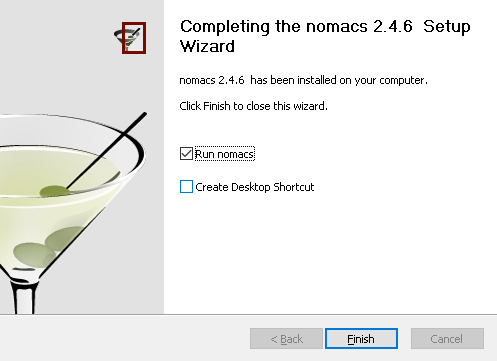 Completing the nomacs 2.4.6  Setup
Wizard
nomacs 2.4.6  has been installed on your computer.
Click Finish to close this wizard.
Run nomacs
Create Desktop Shortcut
< Back
Finish
Cancel